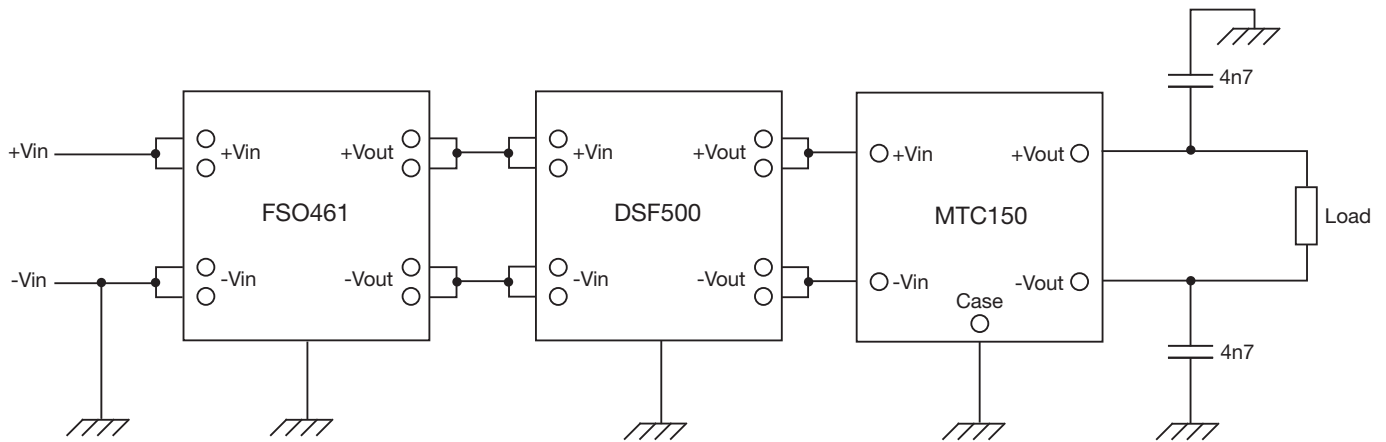 4n7
+Vin
+Vin
+Vout
+Vin
+Vout
+Vin
+Vout
FSO461
DSF500
MTC150
Load
-Vin
-Vin
-Vout
-Vin
-Vout
-Vin
-Vout
Case
4n7